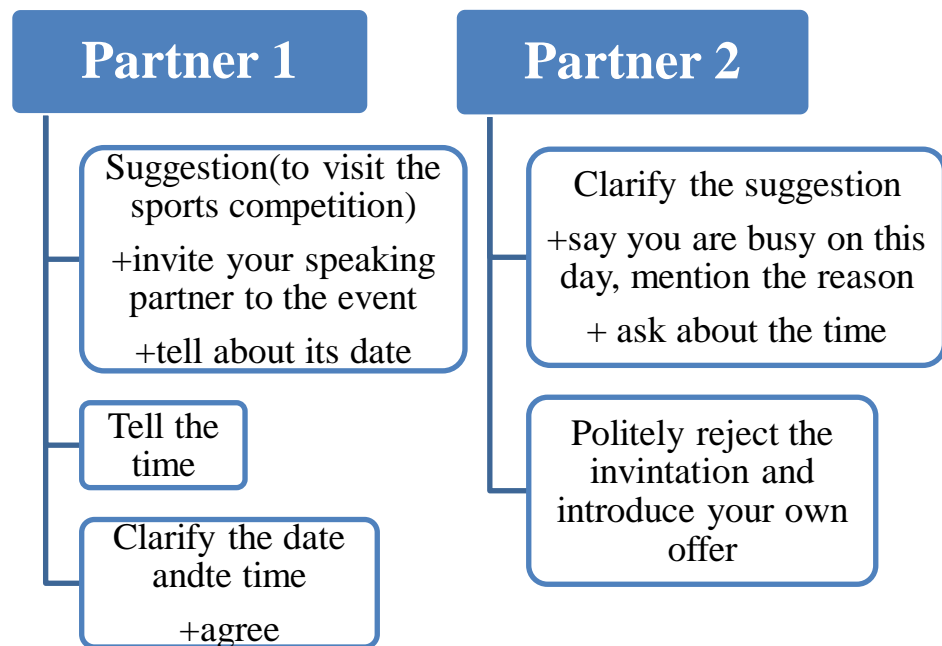 Partner 1
Suggestion(to visit the
sports competition)
+invite your speaking
partner to the event
+tell about its date
Tell the
time
Clarify the date
andte time
+agree
Partner 2
Clarify the suggestion
+say you are busy on this
day, mention the reason
+ ask about the time
Politely reject the
invintation and
introduce your own
offer